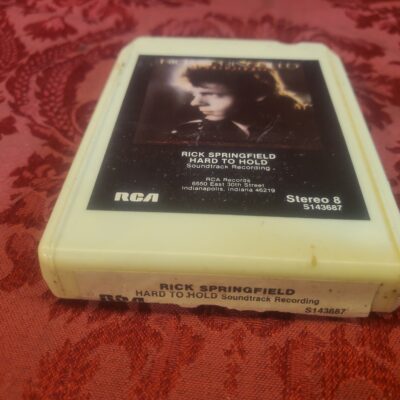 RICK SPRINGFIELD
HARD TO HOLD
Soundtrack Recording
RCA Records
6550 East 30th Street
Indianapolis, Indiana 46219
RCA
Stereo 8
S143687
RICK SPRINGFIELD
HARD TO HOLD Soundtrack Recording
RCA
S143687